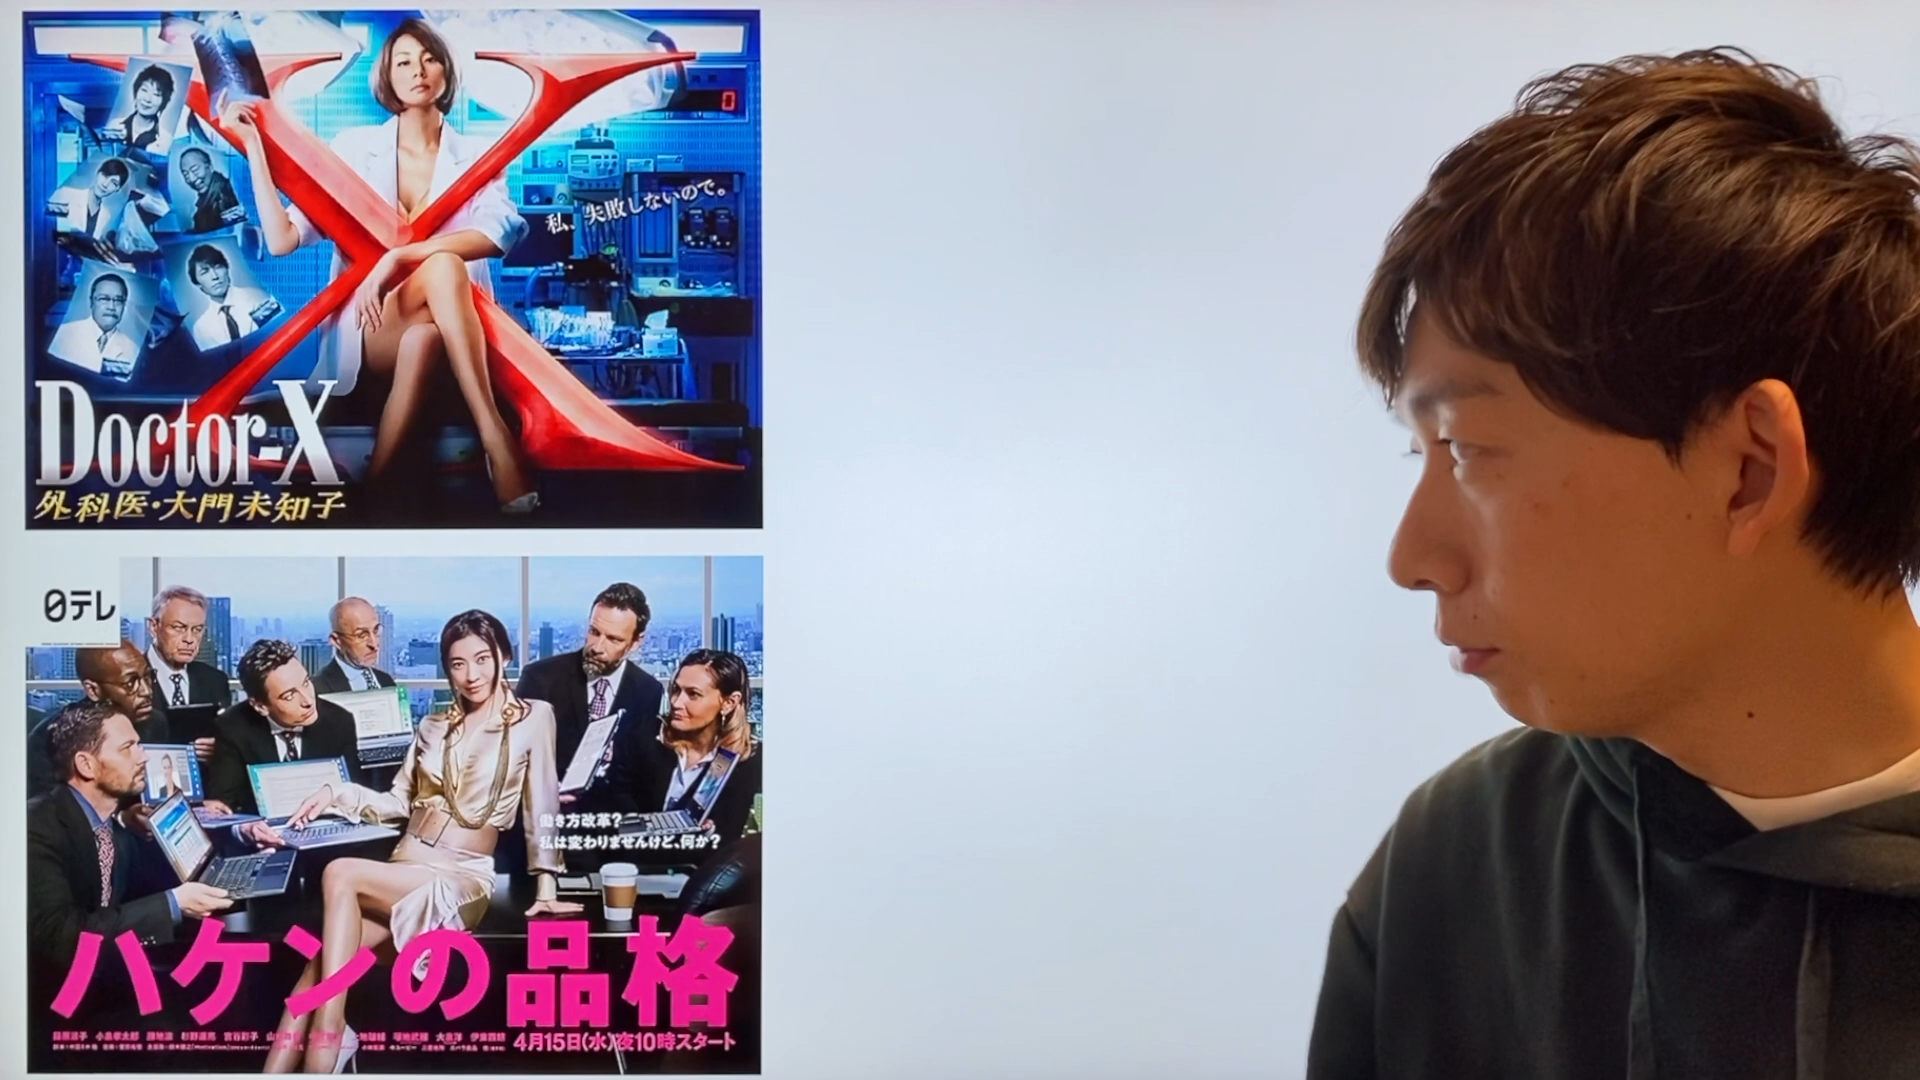 0
私、失敗しないので。
Doctor-X
外科医・大門未知子
日テレ
働き方改革?
私は変わりませんけど、何か?
ハケンの品格
4月15日(水)夜10時スタート